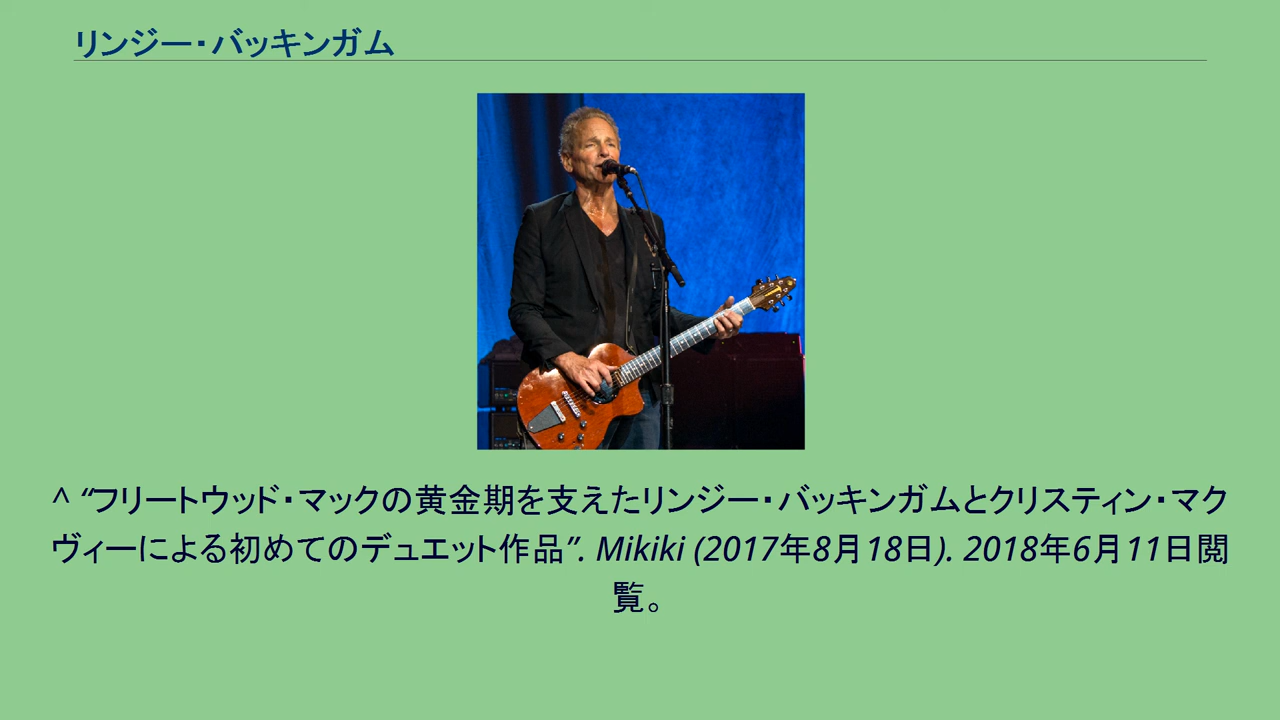 リンジー・バッキンガム
^ “フリートウッド・マックの黄金期を支えたリンジー・バッキンガムとクリスティン・マク
ヴィーによる初めてのデュエット作品”. Mikiki (2017年8月18日). 2018年6月11日閲
覧。